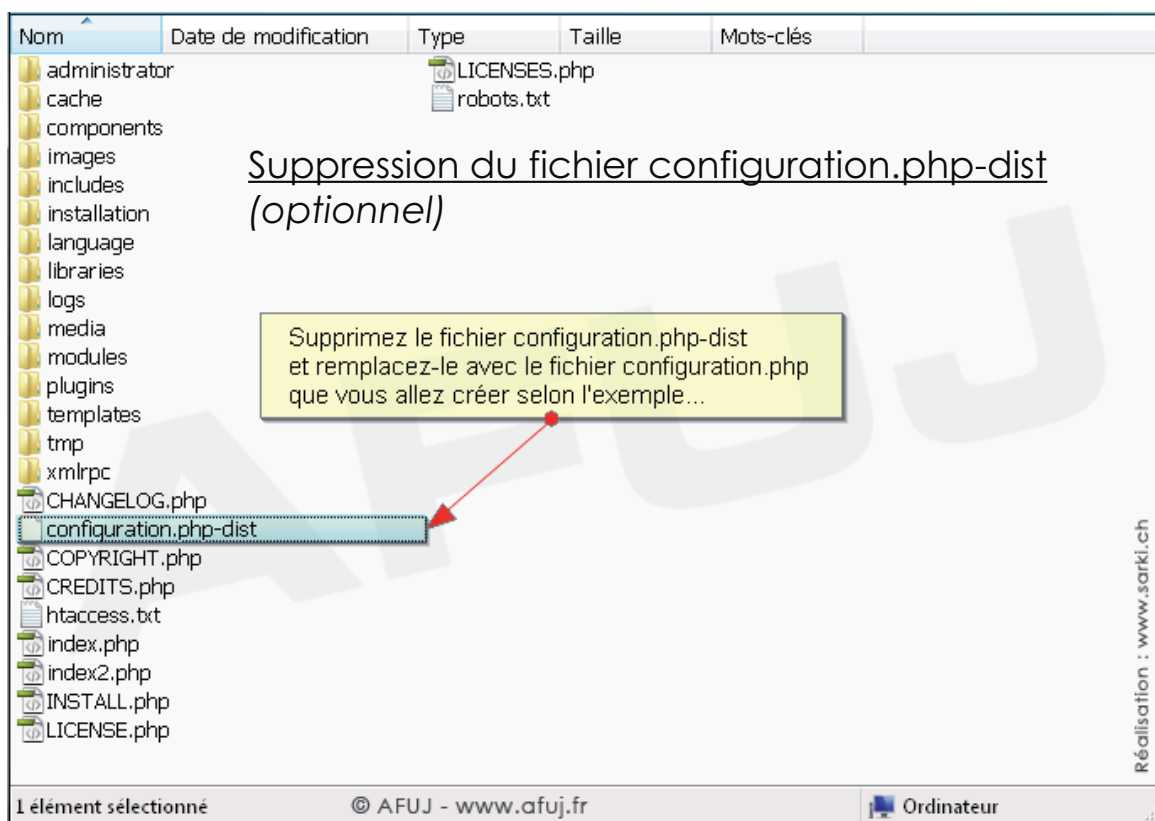 Nom Date de modification Type Taille Mots-clés
administrator
cache
components
images
includes
installation
language
libraries
logs
media
modules
plugins
templates
tmp
xmlrpc
CHANGELOG.php
configuration.php-dist
COPYRIGHT.php
CREDITS.php
htaccess.txt
index.php
index2.php
INSTALL.php
LICENSE.php
LICENSES.php
robots.txt
Suppression du fichier configuration.php-dist
(optionnel)
Supprimez le fichier configuration.php-dist
et remplacez-le avec le fichier configuration.php
que vous allez créer selon l'exemple...
AFUJ
Réalisation : www.sarki.ch
1 élément sélectionné © AFUJ - www.afuj.fr Ordinateur